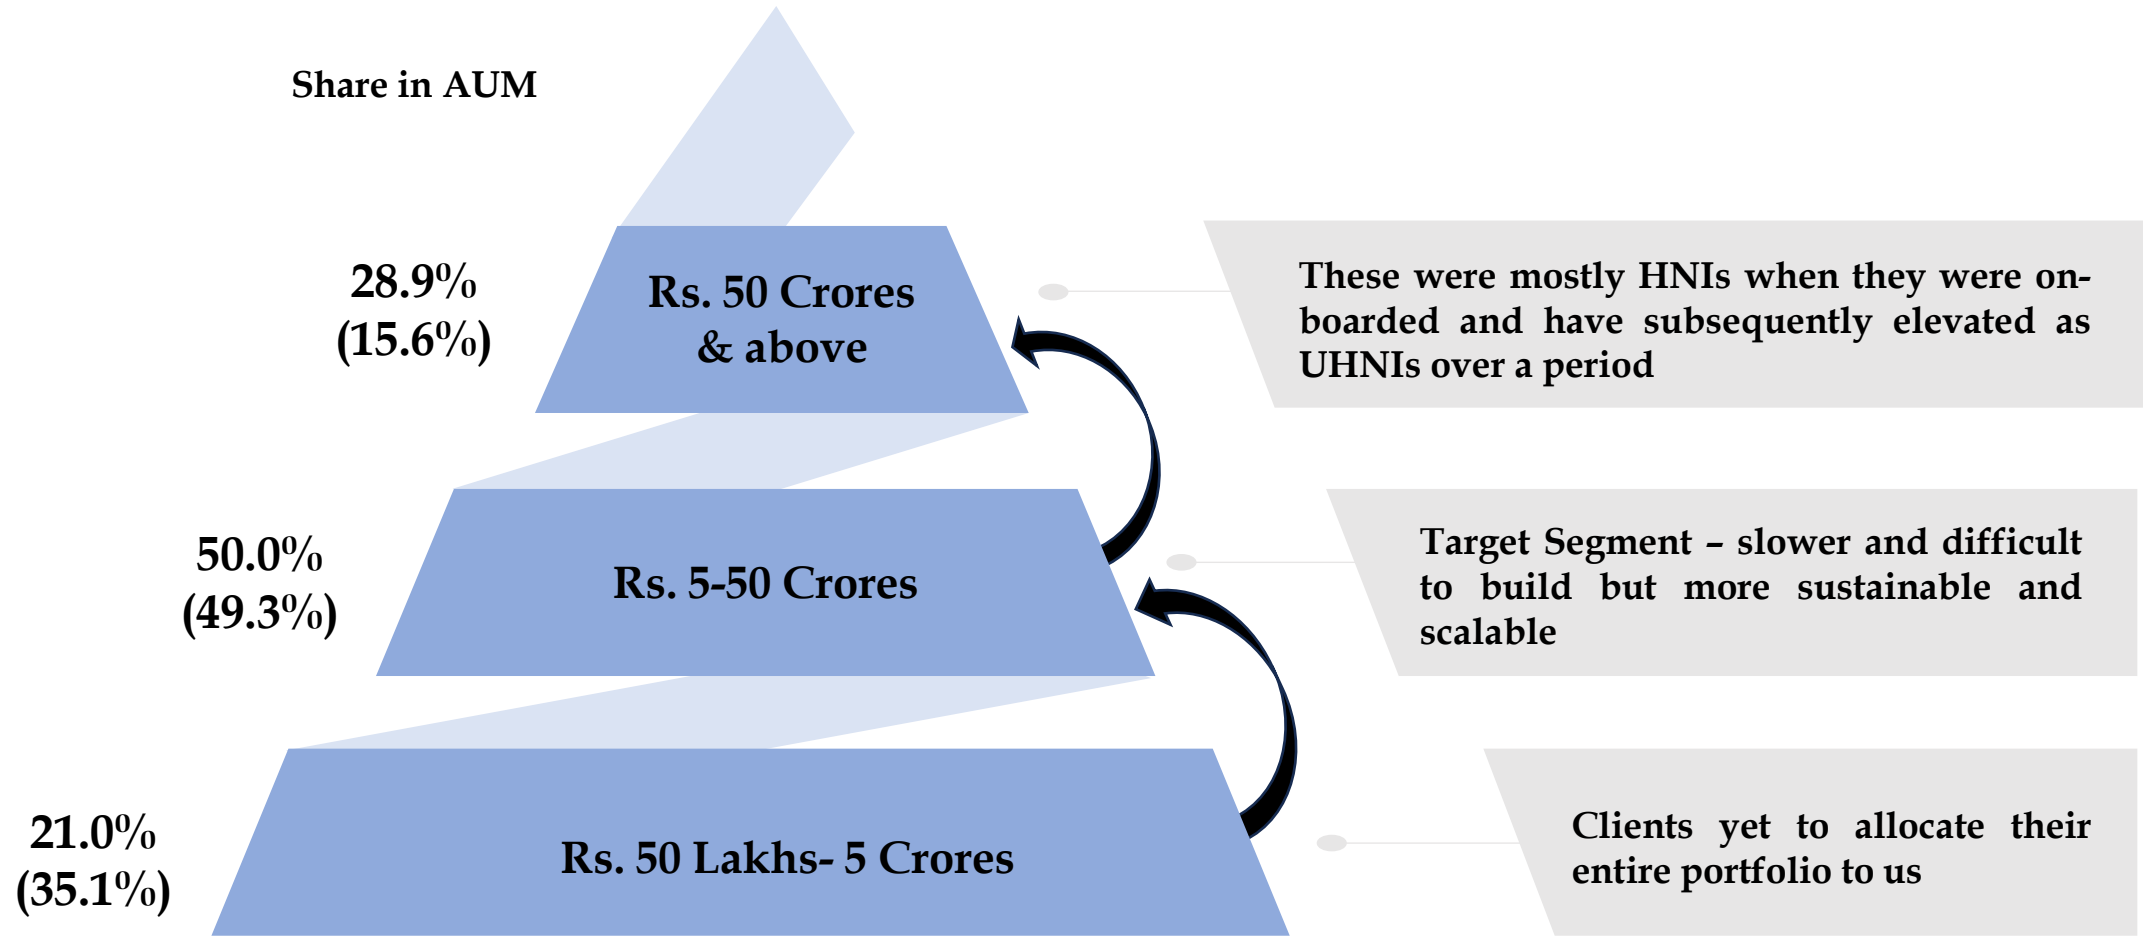 Share in AUM
28.9%
(15.6%)
Rs. 50 Crores
& above
These were mostly HNIs when they were on-
boarded and have subsequently elevated as
UHNIs over a period
50.0%
(49.3%)
Rs. 5-50 Crores
Target Segment – slower and difficult
to build but more sustainable and
scalable
21.0%
(35.1%)
Rs. 50 Lakhs- 5 Crores
Clients yet to allocate their
entire portfolio to us